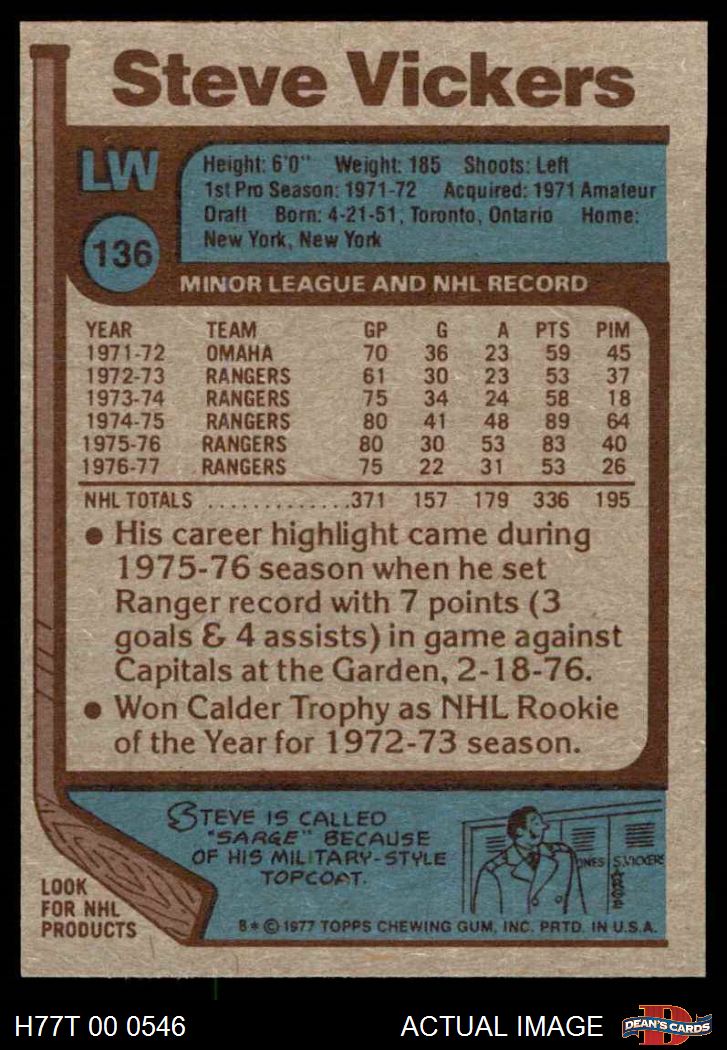 Steve Vickers
LW
136
Height: 6'0" Weight: 185 Shoots: Left
1st Pro Season: 1971-72 Acquired: 1971 Amateur
Draft Born: 4-21-51, Toronto, Ontario Home:
New York, New York
MINOR LEAGUE AND NHL RECORD
YEAR TEAM GP G A PTS PIM
1971-72 OMAHA 70 36 23 59 45
1972-73 RANGERS 61 30 23 53 37
1973-74 RANGERS 75 34 24 58 18
1974-75 RANGERS 80 41 48 89 64
1975-76 RANGERS 80 30 53 83 40
1976-77 RANGERS 75 22 31 53 26
NHL TOTALS .............371 157 179 336 195
● His career highlight came during
1975-76 season when he set
Ranger record with 7 points (3
goals & 4 assists) in game against
Capitals at the Garden, 2-18-76.
● Won Calder Trophy as NHL Rookie
of the Year for 1972-73 season.
STEVE IS CALLED
"SARGE" BECAUSE
OF HIS MILITARY-STYLE
TOPCOAT.
JONES S.VICKERS
LOOK
FOR NHL
PRODUCTS
B*©1977 TOPPS CHEWING GUM, INC. PRTD. IN U.S.A.
H77T 00 0546 ACTUAL IMAGE
D
DEAN'S CARDS